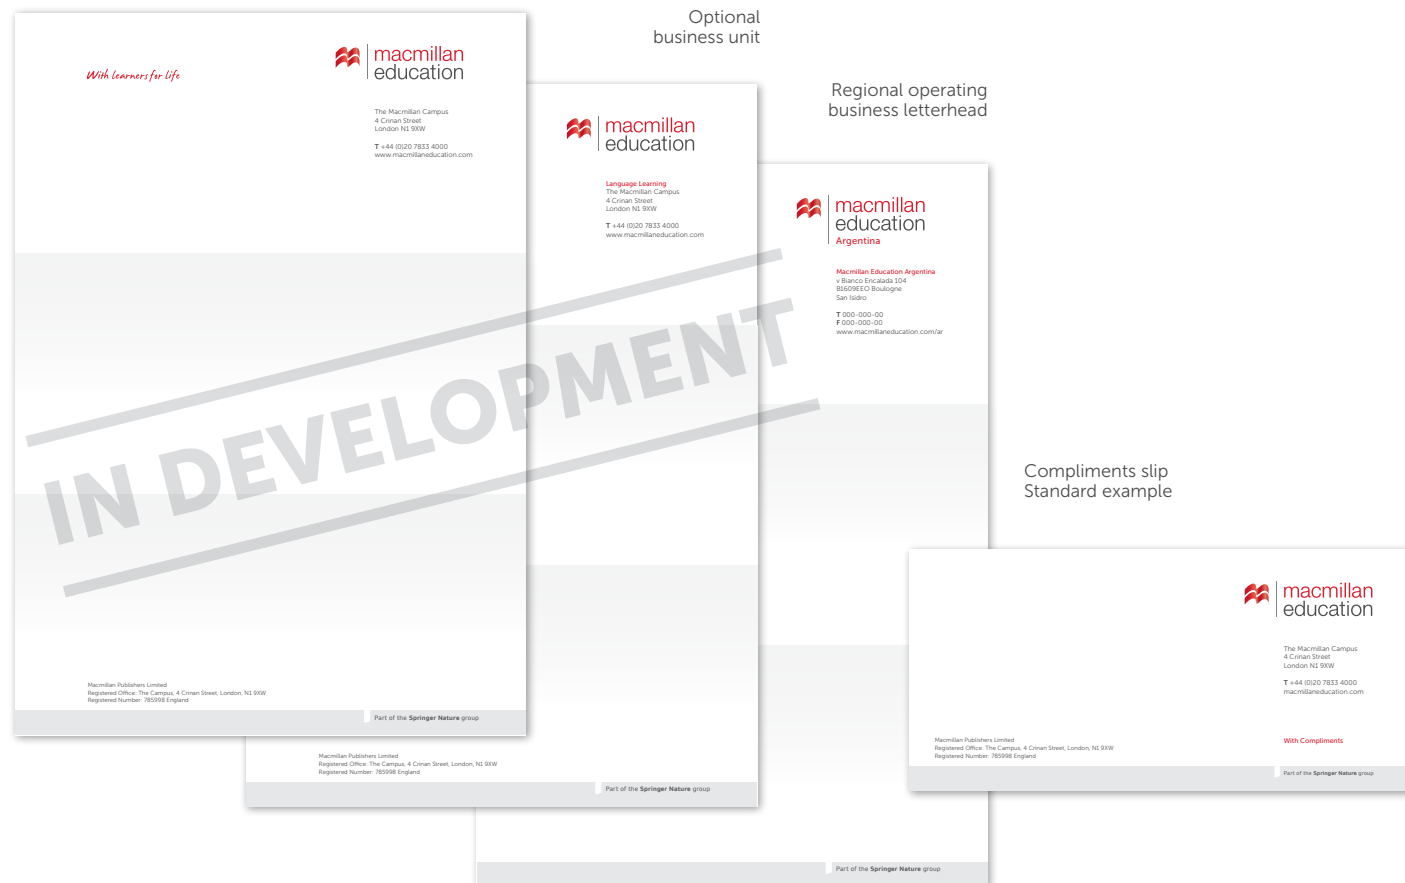 With learners for life
macmillan
education
The Macmillan Campus
4 Crinan Street
London N1 9XW
T +44 (0)20 7833 4000
www.macmillaneducation.com
Macmillan Publishers Limited
Registered Office: The Campus, 4 Crinan Street, London, N1 9XW
Registered Number: 785998 England
Part of the Springer Nature group
Optional
business unit
macmillan
education
Language Learning
The Macmillan Campus
4 Crinan Street
London N1 9XW
T +44 (0)20 7833 4000
www.macmillaneducation.com
Macmillan Publishers Limited
Registered Office: The Campus, 4 Crinan Street, London, N1 9XW
Registered Number: 785998 England
Part of the Springer Nature group
Regional operating
business letterhead
macmillan
education
Argentina
Macmillan Education Argentina
v Bianco Encalada 104
B1609EEO Boulogne
San Isidro
T 000-000-00
F 000-000-00
www.macmillaneducation.com/ar
Part of the Springer Nature group
IN DEVELOPMENT
Compliments slip
Standard example
macmillan
education
The Macmillan Campus
4 Crinan Street
London N1 9XW
T +44 (0)20 7833 4000
macmillaneducation.com
With Compliments
Macmillan Publishers Limited
Registered Office: The Campus, 4 Crinan Street, London, N1 9XW
Registered Number: 785998 England
Part of the Springer Nature group